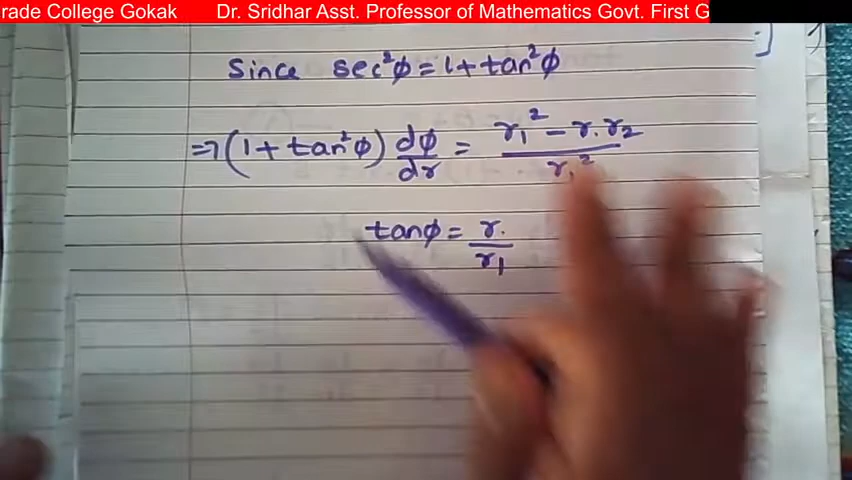 rade College Gokak Dr. Sridhar Asst. Professor of Mathematics Govt. First G
Since sec²φ = 1 + tan²φ
⇒ (1 + tan²φ) dφ/dr = (r₁² - r.r₂)/r₁²
tanφ = r./r₁